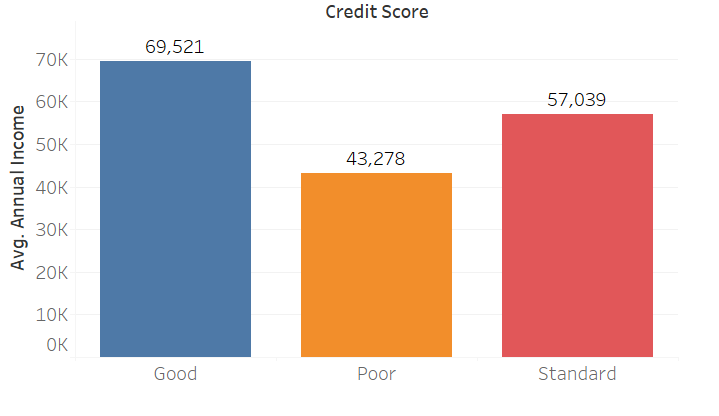 Credit Score
Avg. Annual Income
70K
60K
50K
40K
30K
20K
10K
0K
69,521
43,278
57,039
Good
Poor
Standard